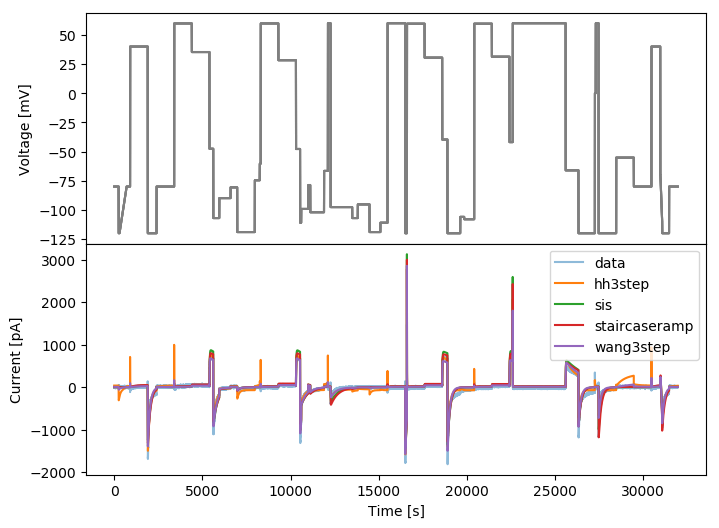 50
25
0
−25
−50
−75
−100
−125
Voltage [mV]
3000
2000
1000
0
−1000
−2000
Current [pA]
data
hh3step
sis
staircaseramp
wang3step
0 5000 10000 15000 20000 25000 30000
Time [s]